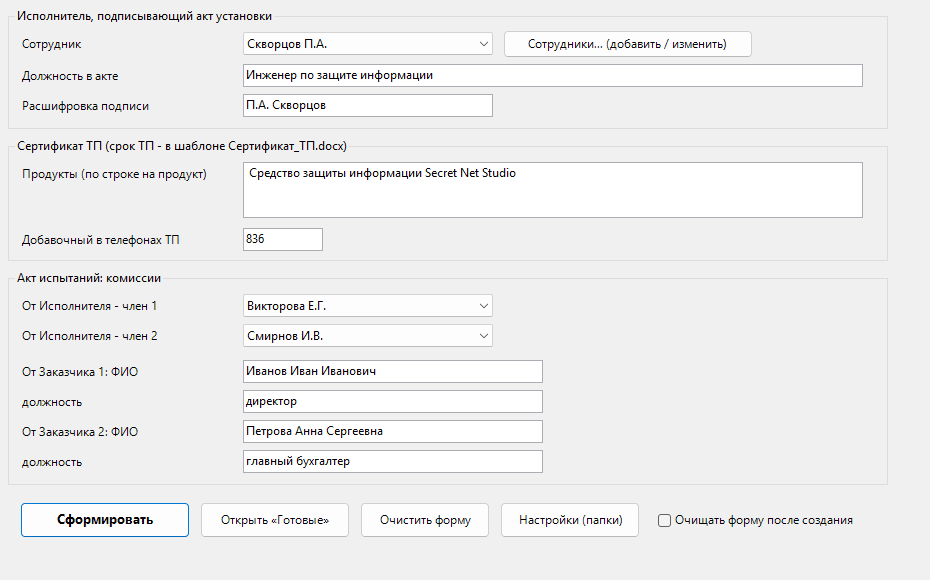 Исполнитель, подписывающий акт установки
Сотрудник
Скворцов П.А.
Сотрудники... (добавить / изменить)
Должность в акте
Инженер по защите информации
Расшифровка подписи
П.А. Скворцов
Сертификат ТП (срок ТП - в шаблоне Сертификат_ТП.docx)
Продукты (по строке на продукт)
Средство защиты информации Secret Net Studio
Добавочный в телефонах ТП
836
Акт испытаний: комиссии
От Исполнителя - член 1
Викторова Е.Г.
От Исполнителя - член 2
Смирнов И.В.
От Заказчика 1: ФИО
Иванов Иван Иванович
должность
директор
От Заказчика 2: ФИО
Петрова Анна Сергеевна
должность
главный бухгалтер
Сформировать
Открыть «Готовые»
Очистить форму
Настройки (папки)
Очищать форму после создания